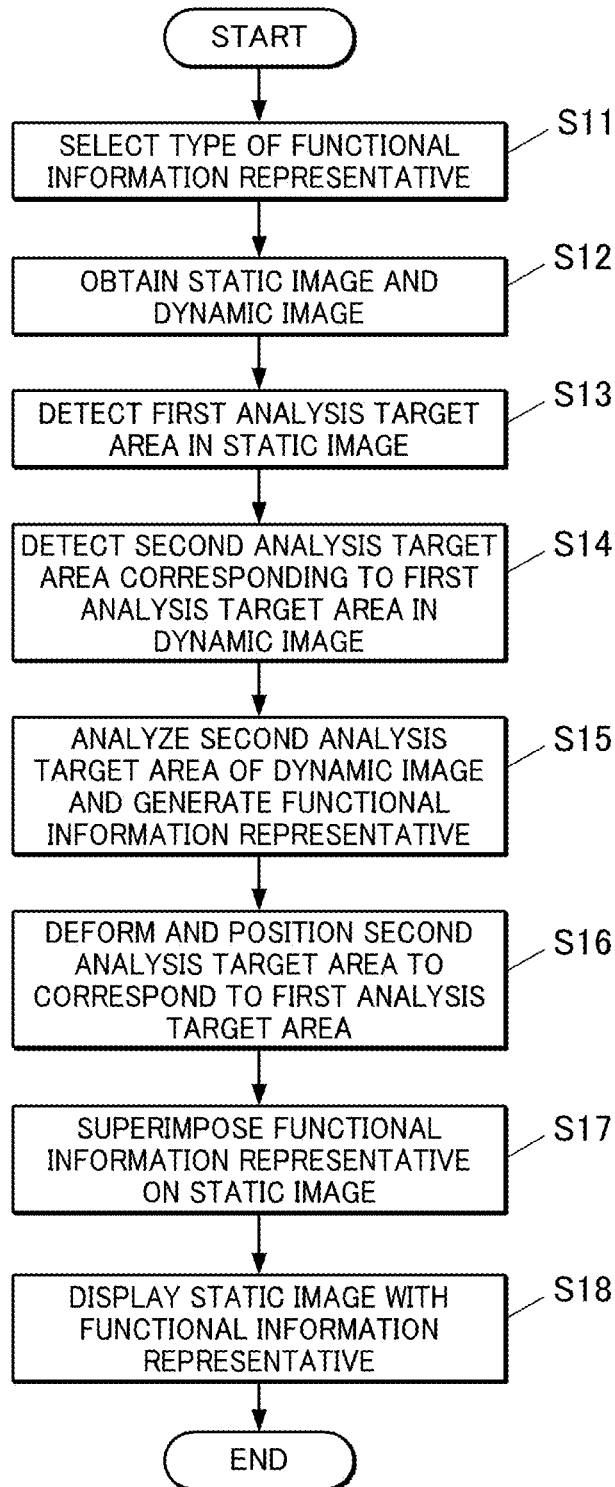 START
S11
SELECT TYPE OF FUNCTIONAL
INFORMATION REPRESENTATIVE
S12
OBTAIN STATIC IMAGE AND
DYNAMIC IMAGE
S13
DETECT FIRST ANALYSIS TARGET
AREA IN STATIC IMAGE
S14
DETECT SECOND ANALYSIS TARGET
AREA CORRESPONDING TO FIRST
ANALYSIS TARGET AREA IN
DYNAMIC IMAGE
S15
ANALYZE SECOND ANALYSIS
TARGET AREA OF DYNAMIC IMAGE
AND GENERATE FUNCTIONAL
INFORMATION REPRESENTATIVE
S16
DEFORM AND POSITION SECOND
ANALYSIS TARGET AREA TO
CORRESPOND TO FIRST ANALYSIS
TARGET AREA
S17
SUPERIMPOSE FUNCTIONAL
INFORMATION REPRESENTATIVE
ON STATIC IMAGE
S18
DISPLAY STATIC IMAGE WITH
FUNCTIONAL INFORMATION
REPRESENTATIVE
END